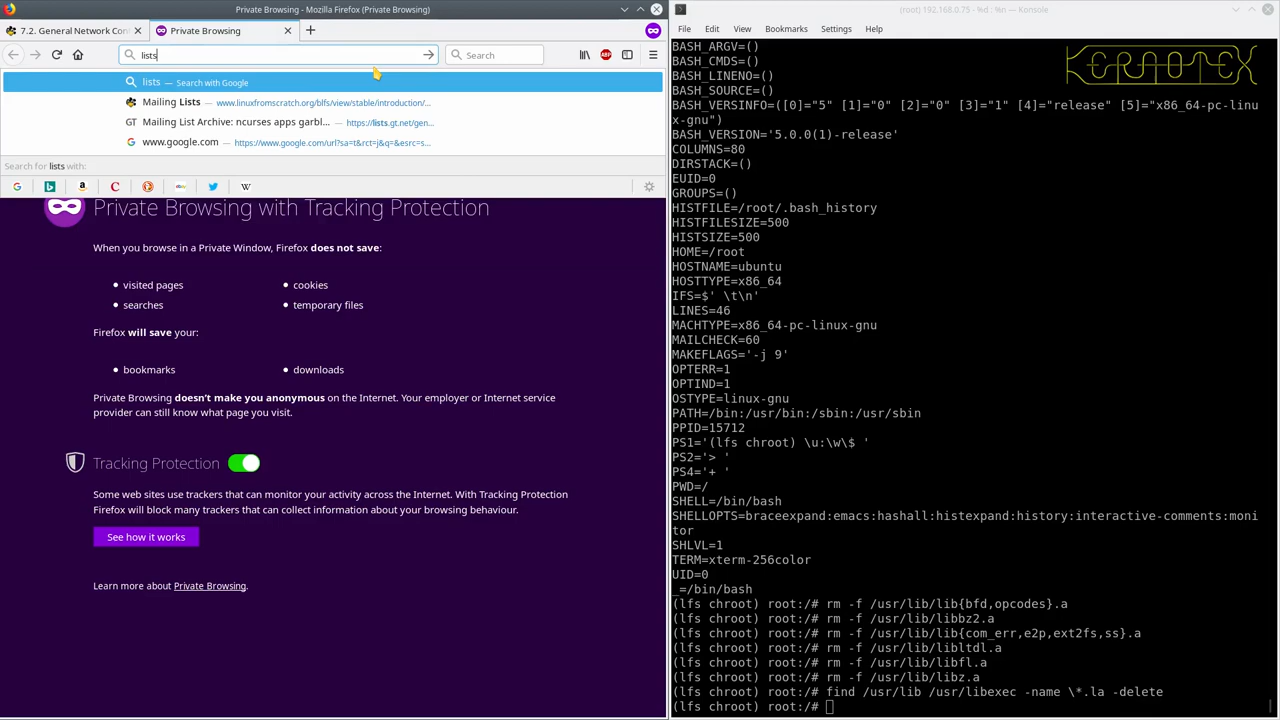 Private Browsing - Mozilla Firefox (Private Browsing)
7.2. General Network Con
Private Browsing
lists
Search
lists — Search with Google
Mailing Lists — www.linuxfromscratch.org/blfs/view/stable/introduction/...
Mailing List Archive: ncurses apps garbl... — https://lists.gt.net/gen...
www.google.com — https://www.google.com/url?sa=t&rct=j&q=&esrc=s...
Search for lists with:
Private Browsing with Tracking Protection
When you browse in a Private Window, Firefox does not save:
visited pages
cookies
searches
temporary files
Firefox will save your:
bookmarks
downloads
Private Browsing doesn't make you anonymous on the Internet. Your employer or Internet service
provider can still know what page you visit.
Tracking Protection
Some web sites use trackers that can monitor your activity across the Internet. With Tracking Protection
Firefox will block many trackers that can collect information about your browsing behaviour.
See how it works
Learn more about Private Browsing.
(root) 192.168.0.75 - %d : %n — Konsole
File Edit View Bookmarks Settings Help
KERNOTEX
BASH_ARGV=()
BASH_CMDS=()
BASH_LINENO=()
BASH_SOURCE=()
BASH_VERSINFO=([0]="5" [1]="0" [2]="0" [3]="1" [4]="release" [5]="x86_64-pc-linu
x-gnu")
BASH_VERSION='5.0.0(1)-release'
COLUMNS=80
DIRSTACK=()
EUID=0
GROUPS=()
HISTFILE=/root/.bash_history
HISTFILESIZE=500
HISTSIZE=500
HOME=/root
HOSTNAME=ubuntu
HOSTTYPE=x86_64
IFS=$' \t\n'
LINES=46
MACHTYPE=x86_64-pc-linux-gnu
MAILCHECK=60
MAKEFLAGS='-j 9'
OPTERR=1
OPTIND=1
OSTYPE=linux-gnu
PATH=/bin:/usr/bin:/sbin:/usr/sbin
PPID=15712
PS1='(lfs chroot) \u:\w\$ '
PS2='> '
PS4='+ '
PWD=/
SHELL=/bin/bash
SHELLOPTS=braceexpand:emacs:hashall:histexpand:history:interactive-comments:moni
tor
SHLVL=1
TERM=xterm-256color
UID=0
_=/bin/bash
(lfs chroot) root:/# rm -f /usr/lib/lib{bfd,opcodes}.a
(lfs chroot) root:/# rm -f /usr/lib/libbz2.a
(lfs chroot) root:/# rm -f /usr/lib/lib{com_err,e2p,ext2fs,ss}.a
(lfs chroot) root:/# rm -f /usr/lib/libltdl.a
(lfs chroot) root:/# rm -f /usr/lib/libfl.a
(lfs chroot) root:/# rm -f /usr/lib/libz.a
(lfs chroot) root:/# find /usr/lib /usr/libexec -name \*.la -delete
(lfs chroot) root:/#